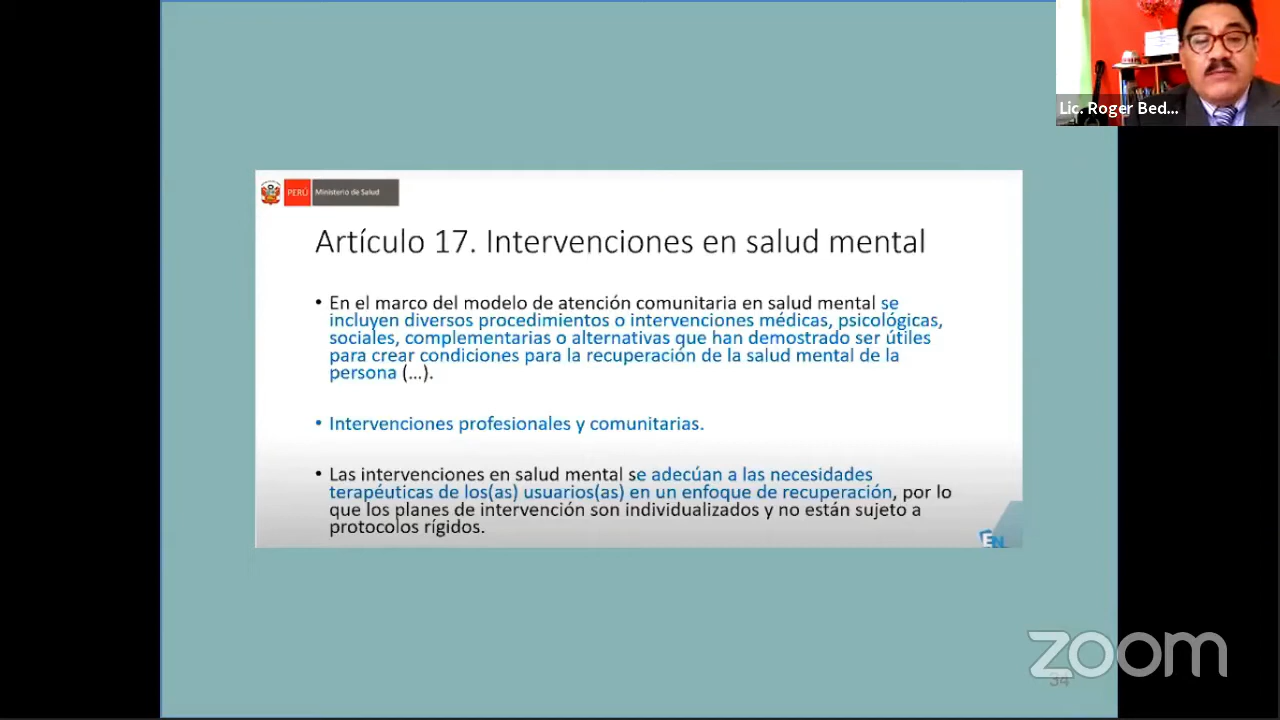 Lic. Roger Bed...
PERÚ Ministerio de Salud
Artículo 17. Intervenciones en salud mental
• En el marco del modelo de atención comunitaria en salud mental se
incluyen diversos procedimientos o intervenciones médicas, psicológicas,
sociales, complementarias o alternativas que han demostrado ser útiles
para crear condiciones para la recuperación de la salud mental de la
persona (...).
• Intervenciones profesionales y comunitarias.
• Las intervenciones en salud mental se adecúan a las necesidades
terapéuticas de los(as) usuarios(as) en un enfoque de recuperación, por lo
que los planes de intervención son individualizados y no están sujeto a
protocolos rígidos.
EN
zoom
34